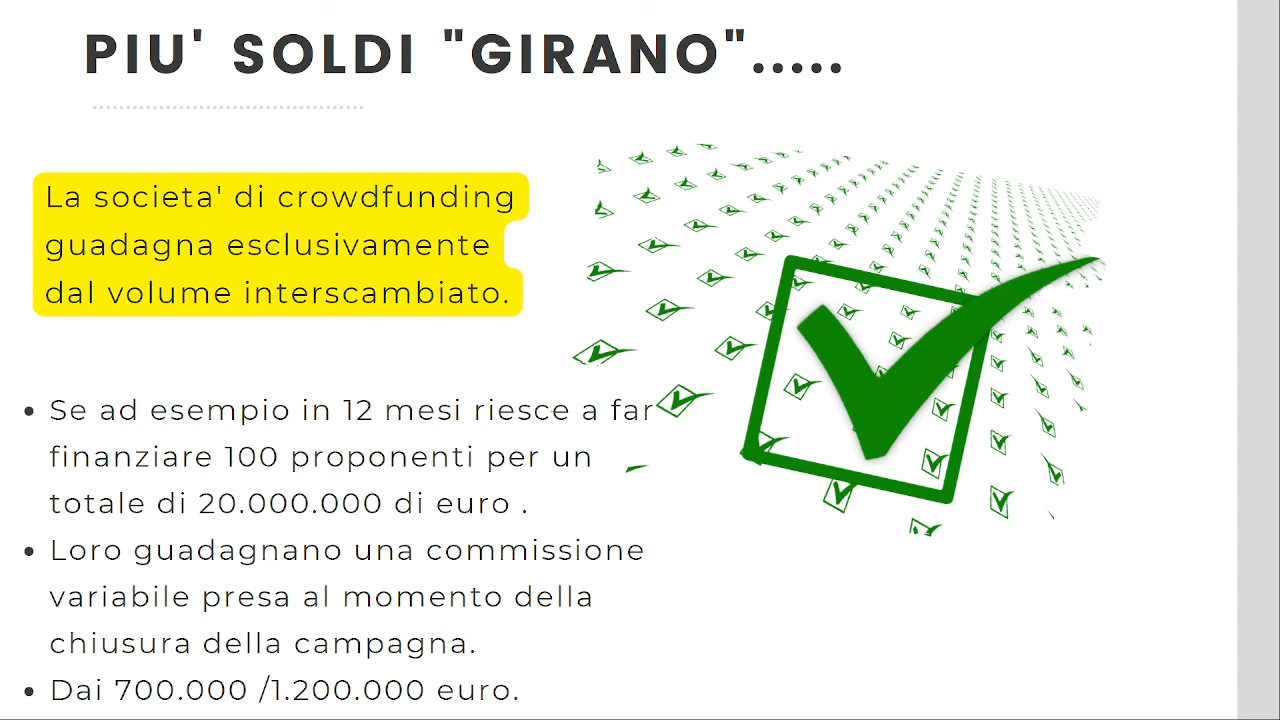 PIU' SOLDI "GIRANO".....
La societa' di crowdfunding
guadagna esclusivamente
dal volume interscambiato.
• Se ad esempio in 12 mesi riesce a far
finanziare 100 proponenti per un
totale di 20.000.000 di euro .
• Loro guadagnano una commissione
variabile presa al momento della
chiusura della campagna.
• Dai 700.000 /1.200.000 euro.